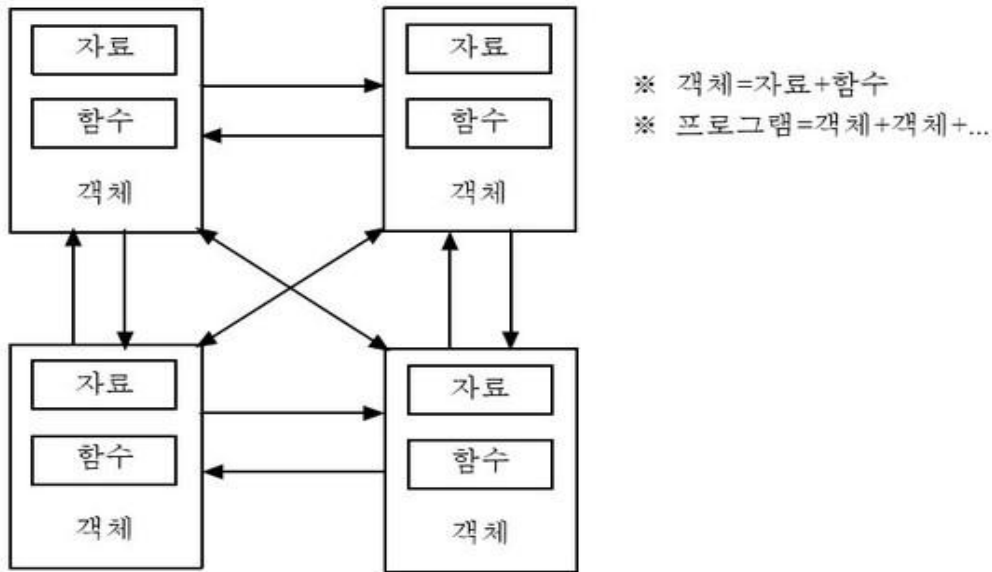 자료
함수
객체
자료
함수
객체
※ 객체=자료+함수
※ 프로그램=객체+객체+...
자료
함수
객체
자료
함수
객체